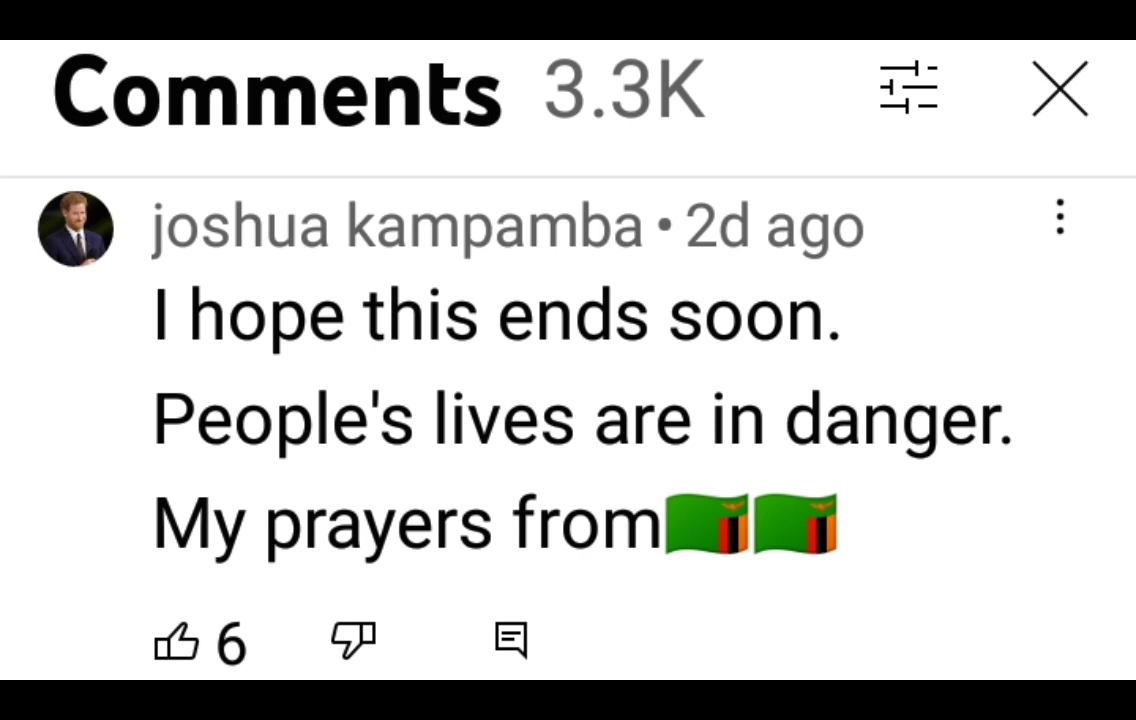 Comments 3.3K
joshua kampamba • 2d ago
I hope this ends soon.
People's lives are in danger.
My prayers from🇿🇲🇿🇲
6